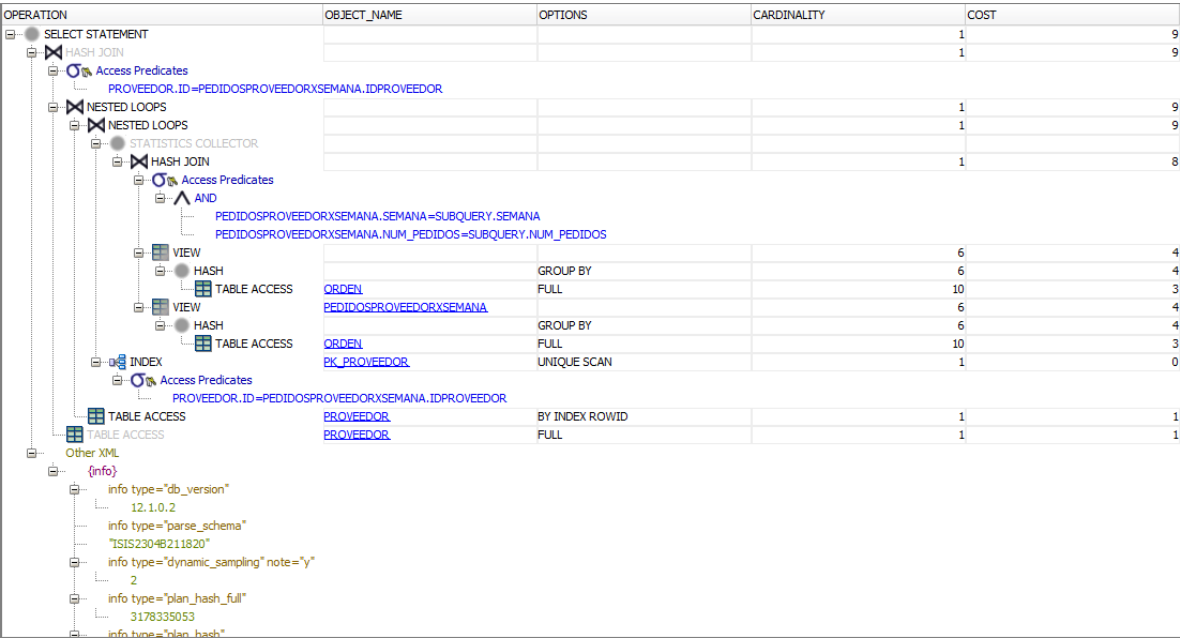 OPERATION OBJECT_NAME OPTIONS CARDINALITY COST
SELECT STATEMENT 1 9
HASH JOIN 1 9
Access Predicates
PROVEEDOR.ID=PEDIDOSPROVEEDORXSEMANA.IDPROVEEDOR
NESTED LOOPS 1 9
NESTED LOOPS 1 9
STATISTICS COLLECTOR
HASH JOIN 1 8
Access Predicates
AND
PEDIDOSPROVEEDORXSEMANA.SEMANA=SUBQUERY.SEMANA
PEDIDOSPROVEEDORXSEMANA.NUM_PEDIDOS=SUBQUERY.NUM_PEDIDOS
VIEW 6 4
HASH GROUP BY 6 4
TABLE ACCESS ORDEN FULL 10 3
VIEW PEDIDOSPROVEEDORXSEMANA 6 4
HASH GROUP BY 6 4
TABLE ACCESS ORDEN FULL 10 3
INDEX PK_PROVEEDOR UNIQUE SCAN 1 0
Access Predicates
PROVEEDOR.ID=PEDIDOSPROVEEDORXSEMANA.IDPROVEEDOR
TABLE ACCESS PROVEEDOR BY INDEX ROWID 1 1
TABLE ACCESS PROVEEDOR FULL 1 1
Other XML
{info}
info type="db_version"
12.1.0.2
info type="parse_schema"
"ISIS2304B211820"
info type="dynamic_sampling" note="y"
2
info type="plan_hash_full"
3178335053
info type="plan_hash"